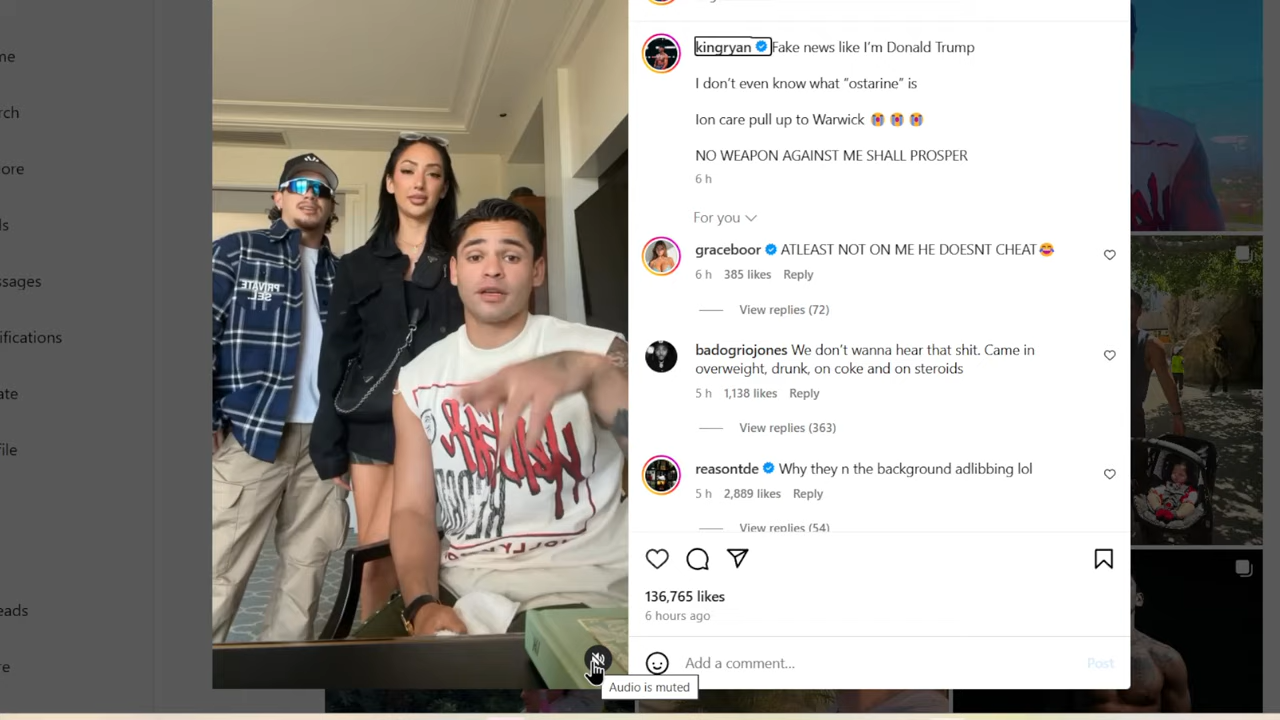 me
rch
ore
ls
ssages
ifications
ate
file
eads
re
kingryan Fake news like I'm Donald Trump
I don't even know what “ostarine” is
Ion care pull up to Warwick 😭 😭 😭
NO WEAPON AGAINST ME SHALL PROSPER
6 h
For you
graceboor ATLEAST NOT ON ME HE DOESNT CHEAT😂
6 h 385 likes Reply
View replies (72)
badogriojones We don't wanna hear that shit. Came in
overweight, drunk, on coke and on steroids
5 h 1,138 likes Reply
View replies (363)
reasontde Why they n the background adlibbing lol
5 h 2,889 likes Reply
View replies (54)
136,765 likes
6 hours ago
Add a comment...
Post
Audio is muted
PRIVATE
SEL.